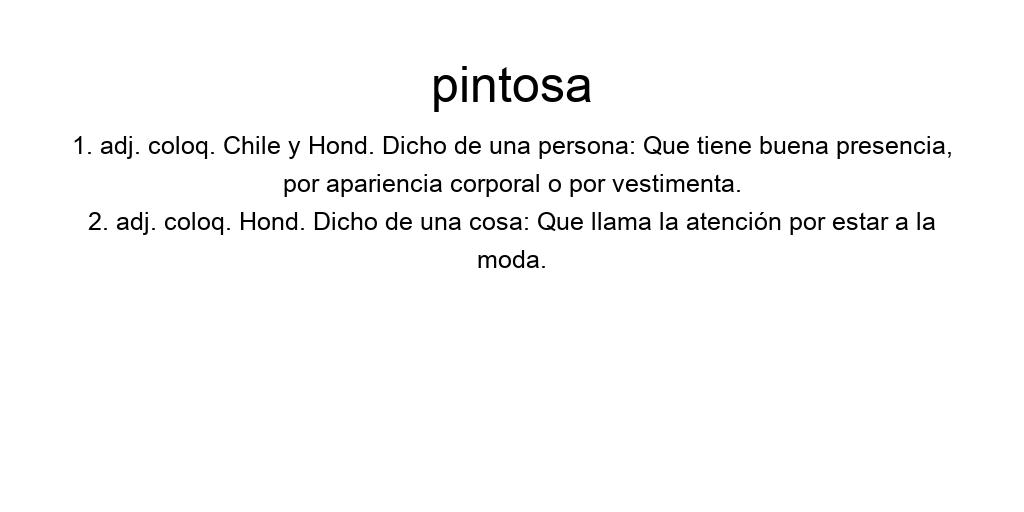 pintosa
1. adj. coloq. Chile y Hond. Dicho de una persona: Que tiene buena presencia,
por apariencia corporal o por vestimenta.
2. adj. coloq. Hond. Dicho de una cosa: Que llama la atención por estar a la
moda.